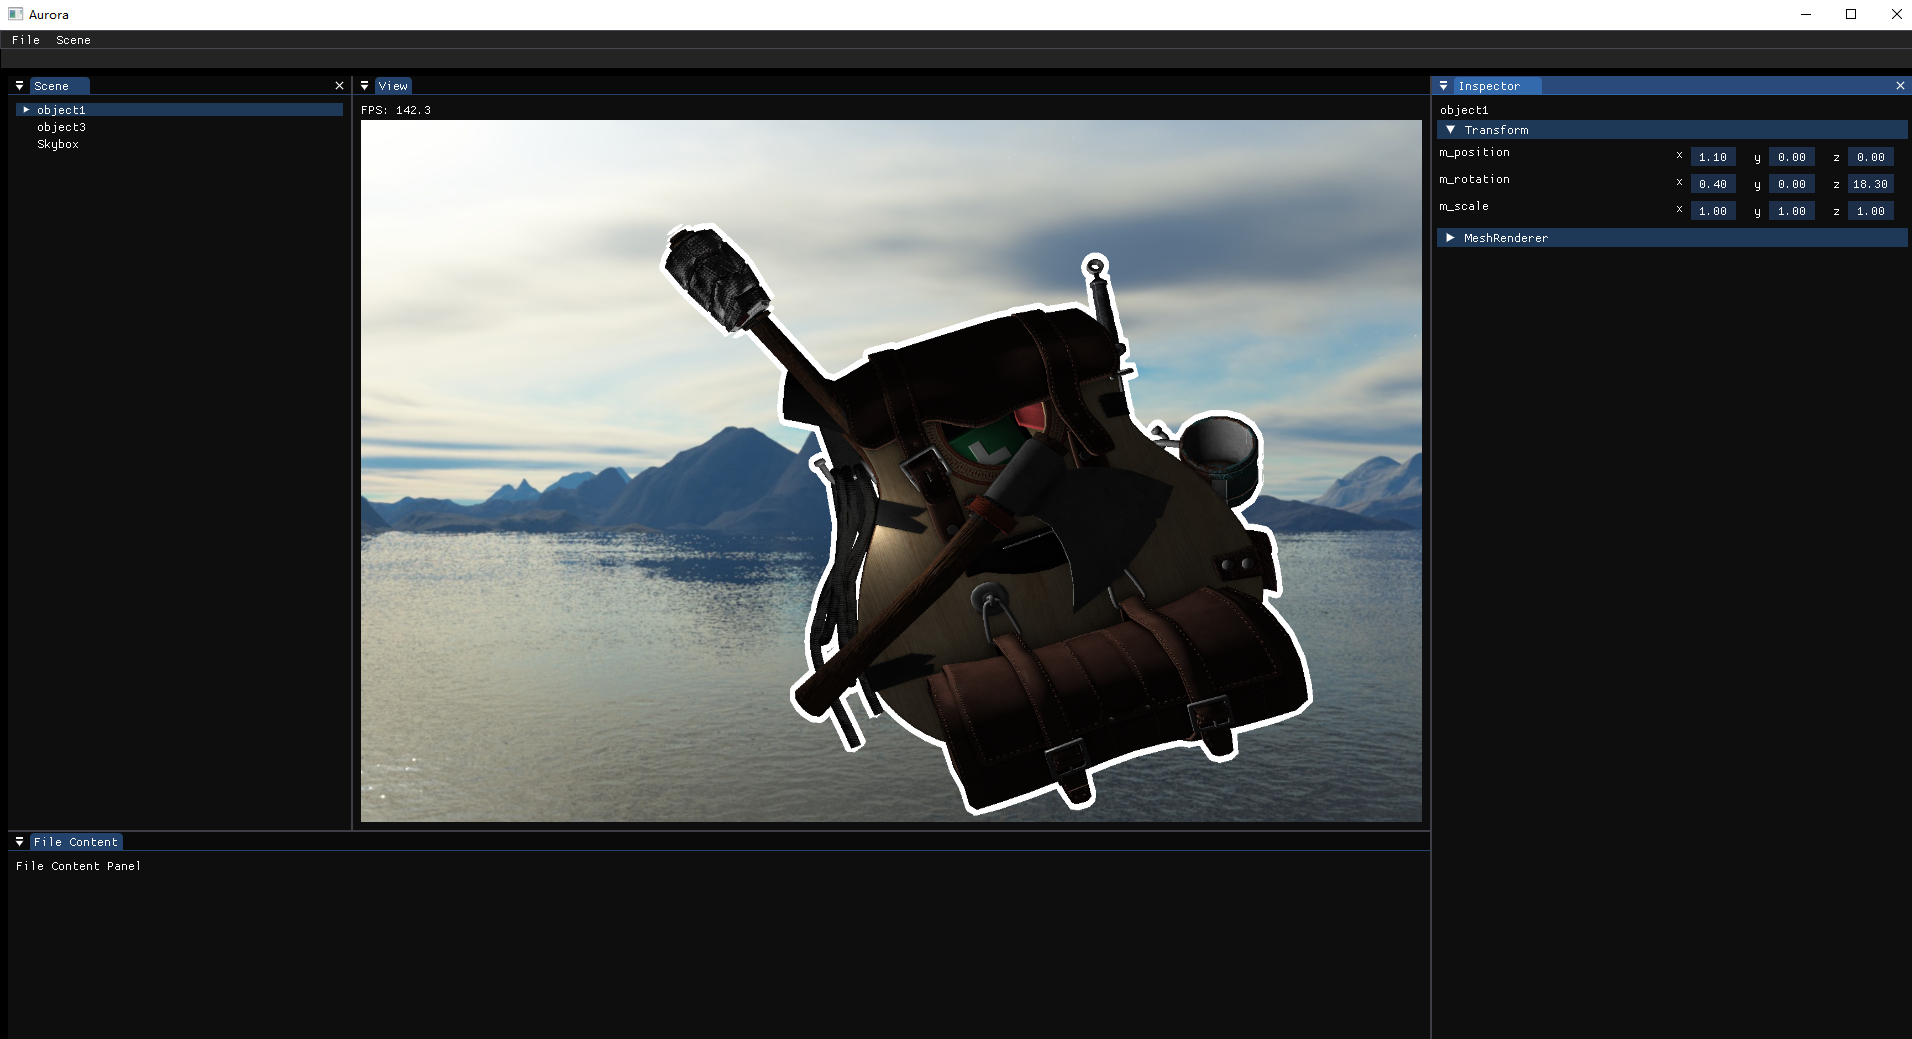 Aurora
File Scene
Scene
object1
object3
Skybox
View
FPS: 142.3
Inspector
object1
Transform
m_position x 1.10 y 0.00 z 0.00
m_rotation x 0.40 y 0.00 z 18.30
m_scale x 1.00 y 1.00 z 1.00
MeshRenderer
File Content
File Content Panel